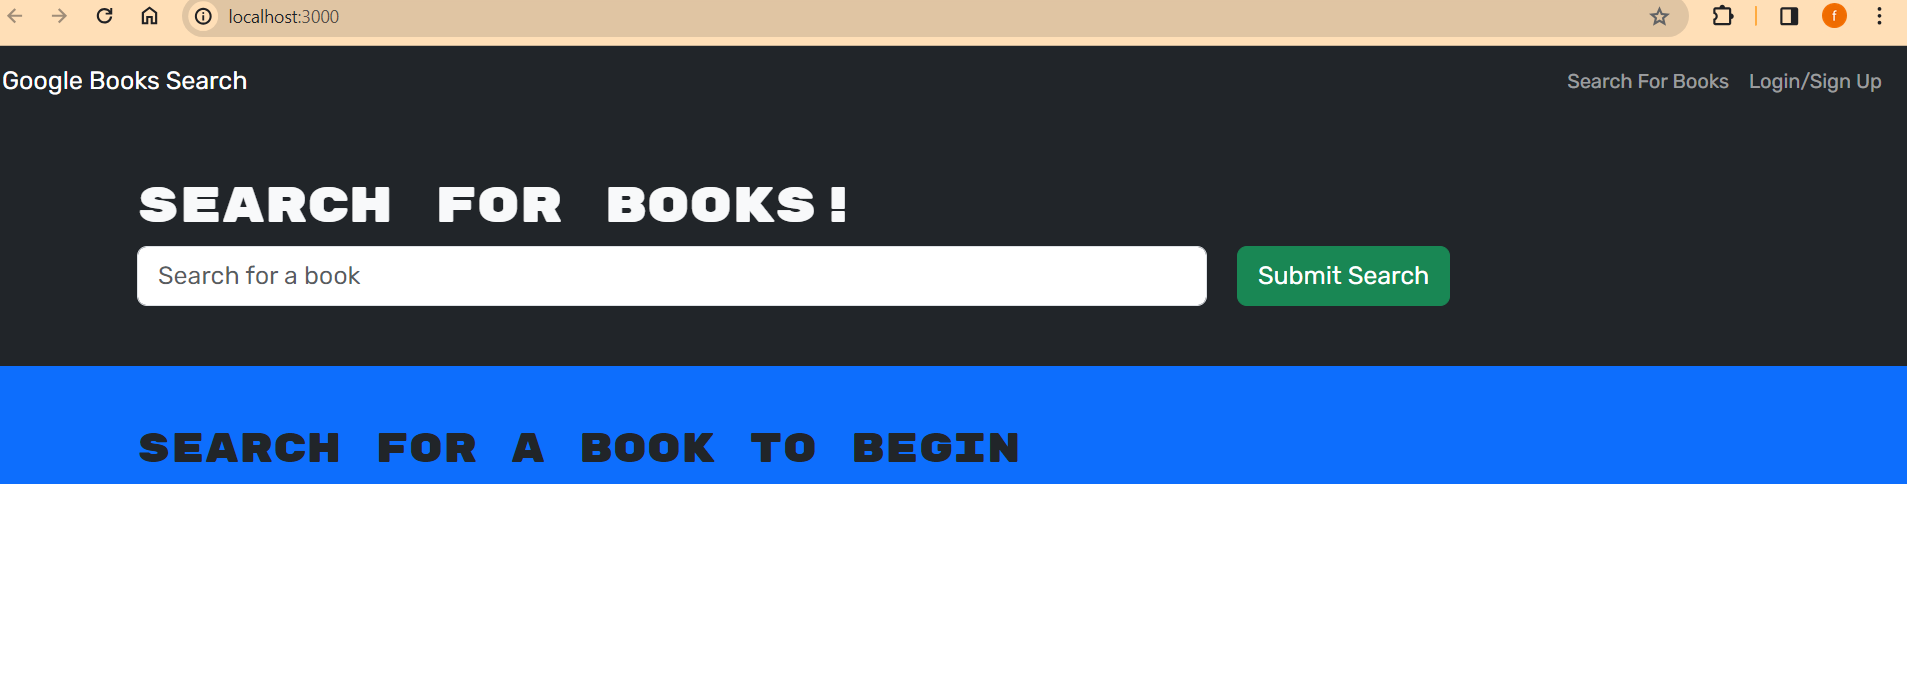 localhost:3000
f
Google Books Search
Search For Books Login/Sign Up
SEARCH FOR BOOKS!
Search for a book
Submit Search
SEARCH FOR A BOOK TO BEGIN